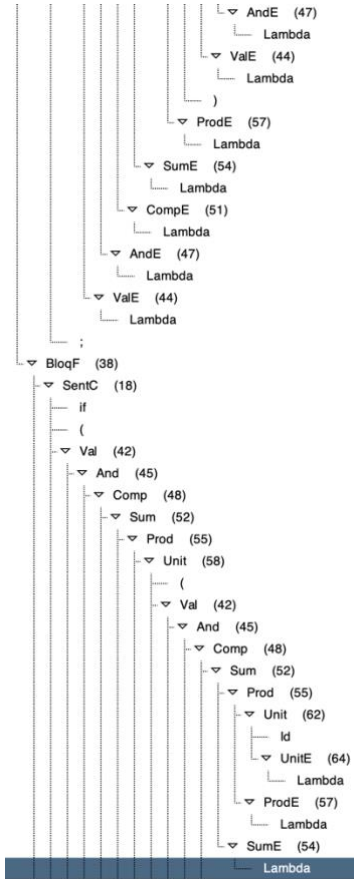 AndE (47)
Lambda
ValE (44)
Lambda
)
ProdE (57)
Lambda
SumE (54)
Lambda
CompE (51)
Lambda
AndE (47)
Lambda
ValE (44)
Lambda
;
BloqF (38)
SentC (18)
if
(
Val (42)
And (45)
Comp (48)
Sum (52)
Prod (55)
Unit (58)
(
Val (42)
And (45)
Comp (48)
Sum (52)
Prod (55)
Unit (62)
Id
UnitE (64)
Lambda
ProdE (57)
Lambda
SumE (54)
Lambda